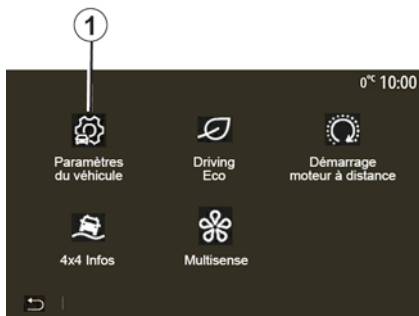 1
0°C 10:00
Paramètres
du véhicule
Driving
Eco
Démarrage
moteur à distance
4x4 Infos
Multisense